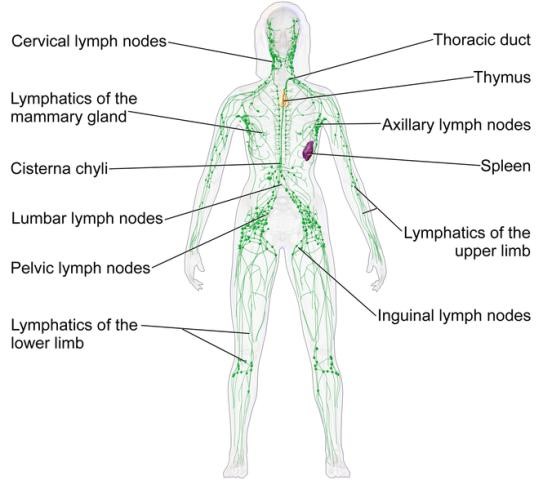 Cervical lymph nodes
Lymphatics of the
mammary gland
Cisterna chyli
Lumbar lymph nodes
Pelvic lymph nodes
Lymphatics of the
lower limb
Thoracic duct
Thymus
Axillary lymph nodes
Spleen
Lymphatics of the
upper limb
Inguinal lymph nodes